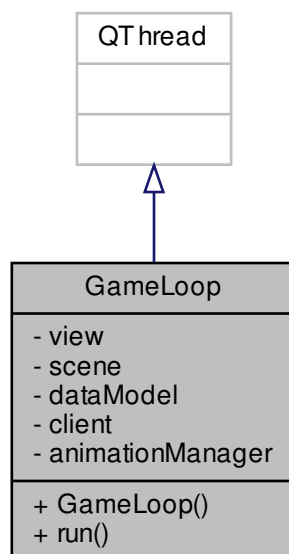 QThread
GameLoop
- view
- scene
- dataModel
- client
- animationManager
+ GameLoop()
+ run()